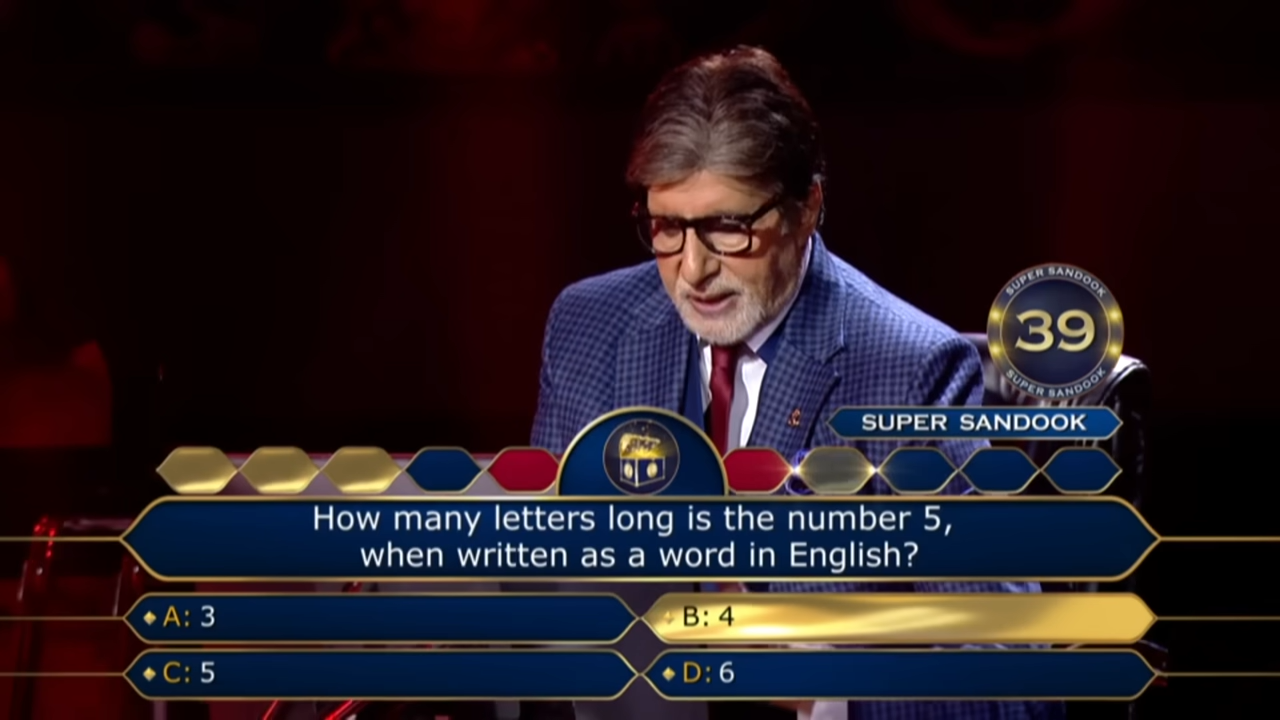 SUPER SANDOOK
39
SUPER SANDOOK
SUPER SANDOOK
How many letters long is the number 5,
when written as a word in English?
A: 3
B: 4
C: 5
D: 6